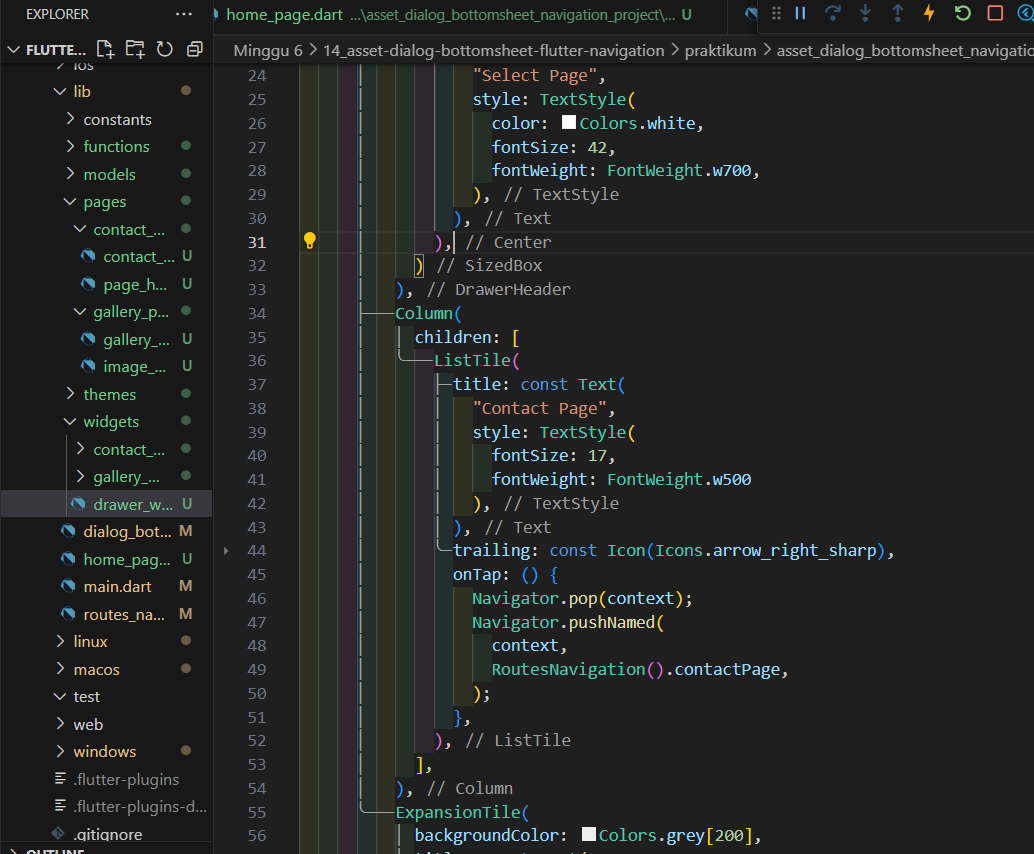 EXPLORER
FLUTTE...
ios
lib
constants
functions
models
pages
contact_...
contact_... U
page_h... U
gallery_p...
gallery_... U
image_... U
themes
widgets
contact_...
gallery_...
drawer_w... U
dialog_bot... M
home_pag... U
main.dart M
routes_na... M
linux
macos
test
web
windows
.flutter-plugins
.flutter-plugins-d...
.gitignore
OUTLINE
home_page.dart ...\asset_dialog_bottomsheet_navigation_project\... U
Minggu 6 > 14_asset-dialog-bottomsheet-flutter-navigation > praktikum > asset_dialog_bottomsheet_navigatio
24 "Select Page",
25 style: TextStyle(
26 color: Colors.white,
27 fontSize: 42,
28 fontWeight: FontWeight.w700,
29 ), // TextStyle
30 ), // Text
31 ), // Center
32 ) // SizedBox
33 ), // DrawerHeader
34 Column(
35 children: [
36 ListTile(
37 title: const Text(
38 "Contact Page",
39 style: TextStyle(
40 fontSize: 17,
41 fontWeight: FontWeight.w500
42 ), // TextStyle
43 ), // Text
44 trailing: const Icon(Icons.arrow_right_sharp),
45 onTap: () {
46 Navigator.pop(context);
47 Navigator.pushNamed(
48 context,
49 RoutesNavigation().contactPage,
50 );
51 },
52 ), // ListTile
53 ],
54 ), // Column
55 ExpansionTile(
56 backgroundColor: Colors.grey[200],